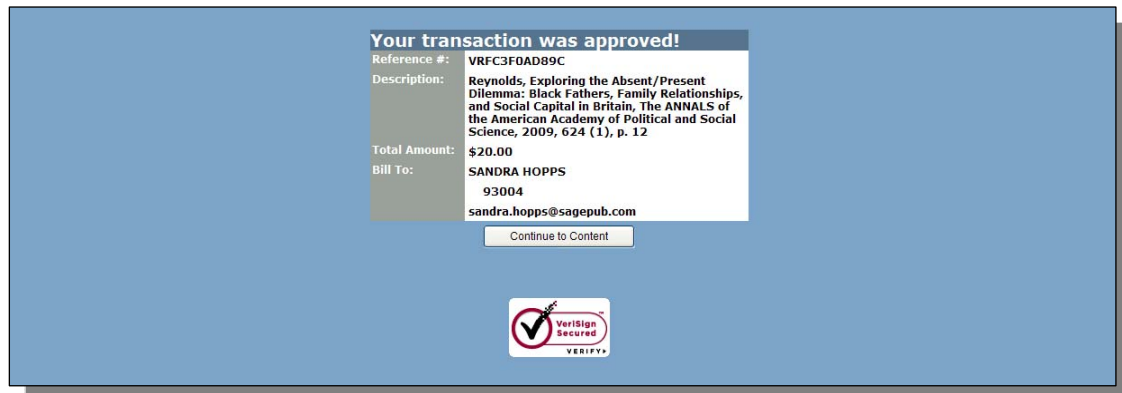 Your transaction was approved!
Reference #: VRFC3F0AD89C
Description: Reynolds, Exploring the Absent/Present
Dilemma: Black Fathers, Family Relationships,
and Social Capital in Britain, The ANNALS of
the American Academy of Political and Social
Science, 2009, 624 (1), p. 12
Total Amount: $20.00
Bill To: SANDRA HOPPS
93004
sandra.hopps@sagepub.com
Continue to Content
VeriSign
Secured
VERIFY